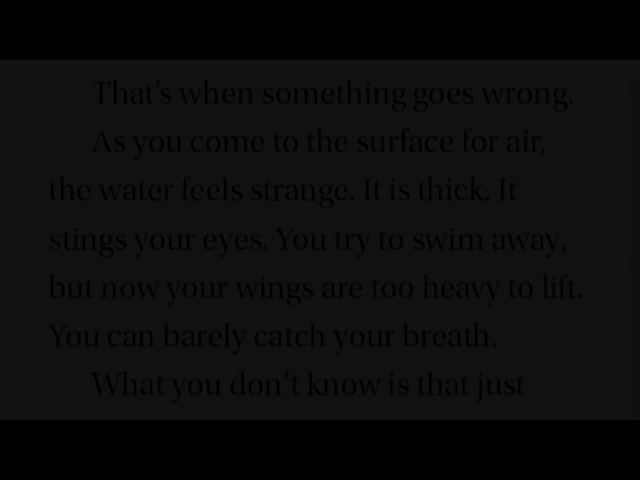 That's when something goes wrong.
As you come to the surface for air,
the water feels strange. It is thick. It
stings your eyes. You try to swim away,
but now your wings are too heavy to lift.
You can barely catch your breath.
What you don't know is that just